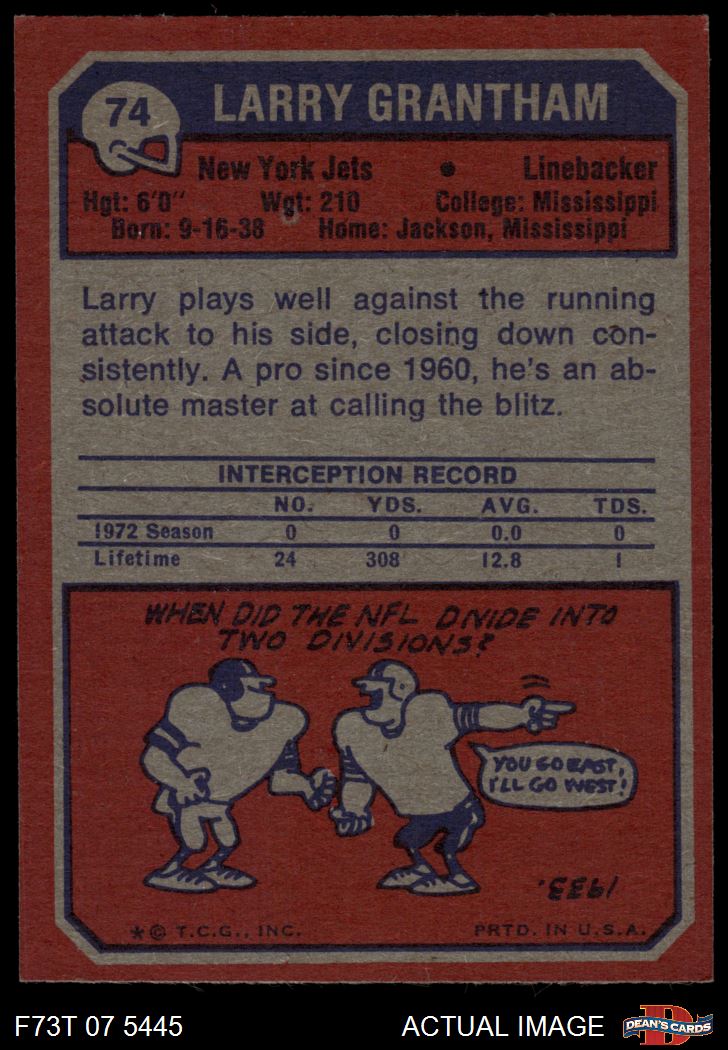 74
LARRY GRANTHAM
New York Jets • Linebacker
Hgt: 6'0" Wgt: 210 College: Mississippi
Born: 9-16-38 Home: Jackson, Mississippi
Larry plays well against the running
attack to his side, closing down con-
sistently. A pro since 1960, he's an ab-
solute master at calling the blitz.
INTERCEPTION RECORD
NO. YDS. AVG. TDS.
1972 Season 0 0 0.0 0
Lifetime 24 308 12.8 1
WHEN DID THE NFL DIVIDE INTO
TWO DIVISIONS?
YOU GO EAST,
I'LL GO WEST!
1933.
* © T.C.G., INC. PRTD. IN U.S.A.
F73T 07 5445 ACTUAL IMAGE
D
DEAN'S CARDS